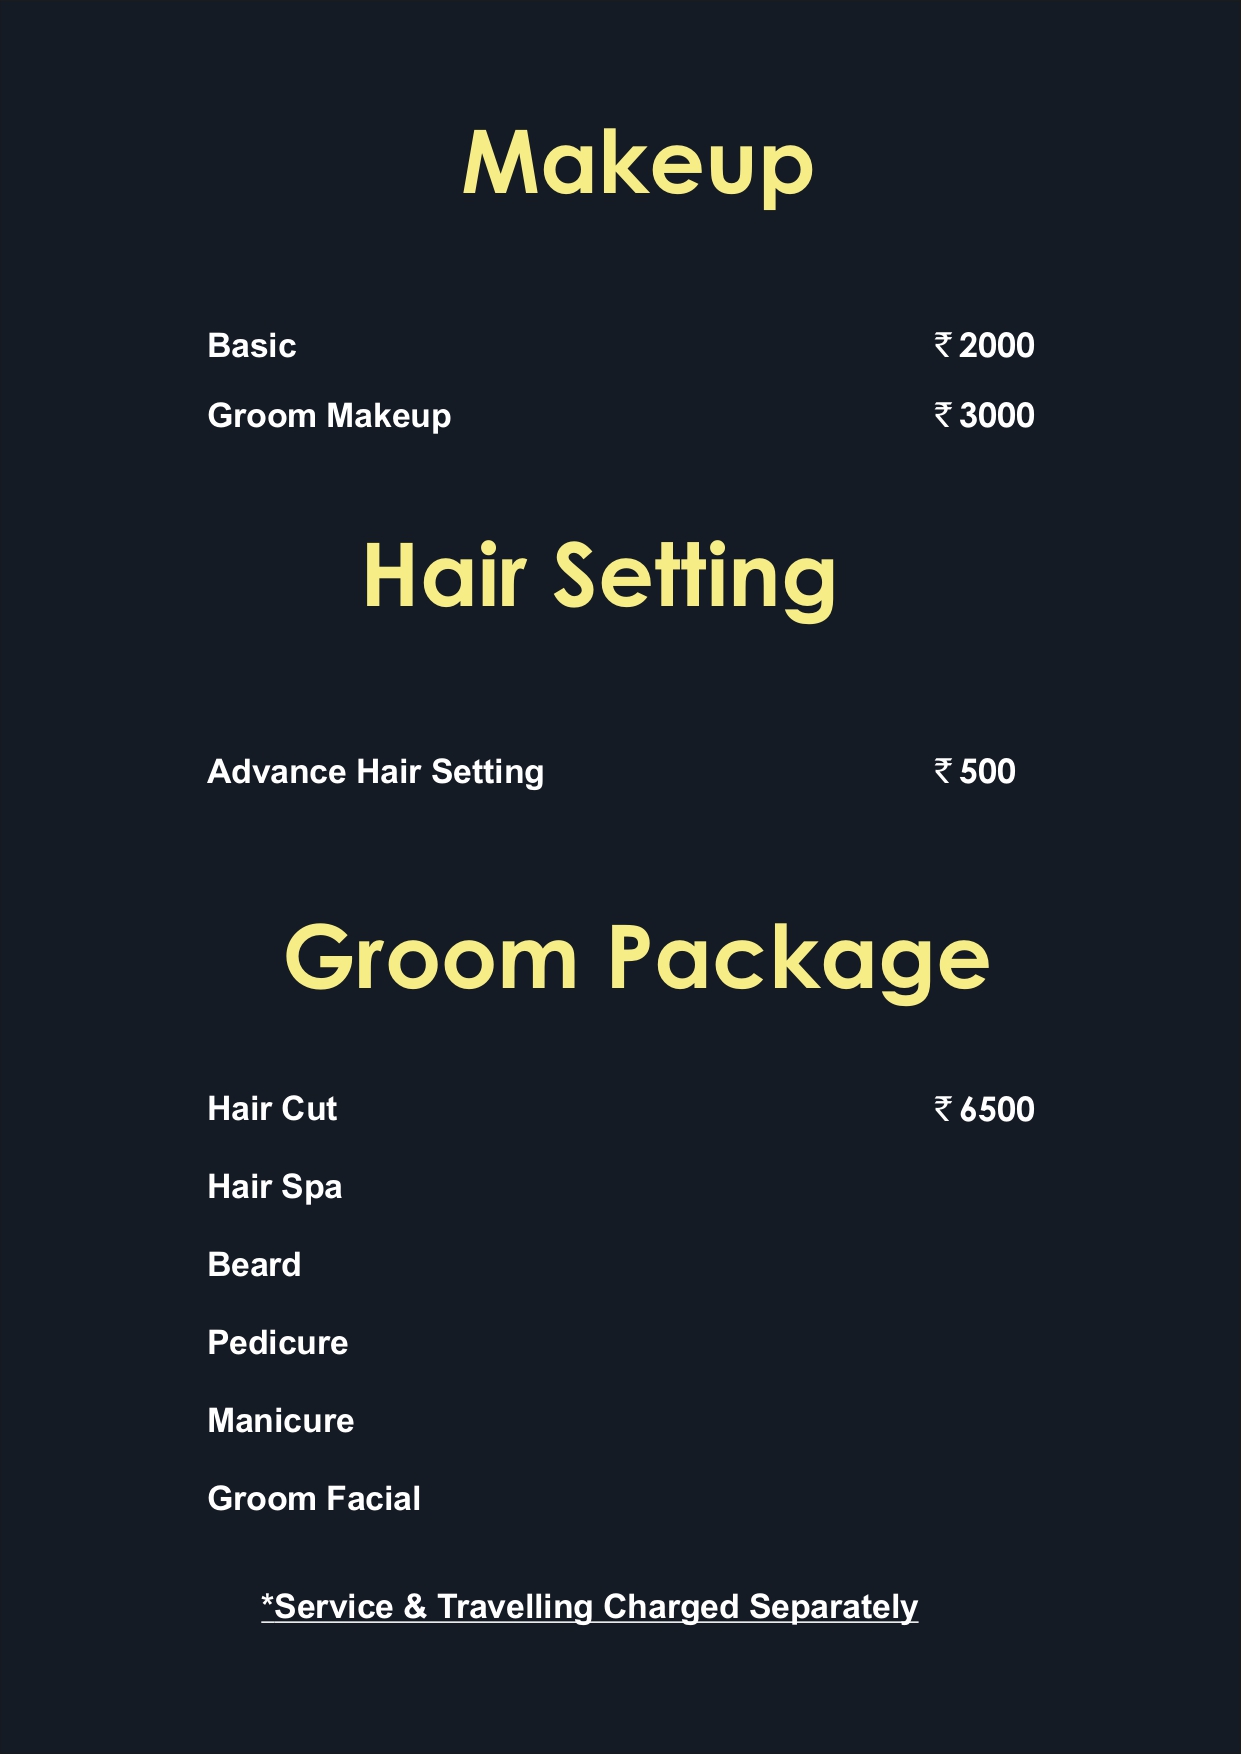 Makeup
Basic ₹ 2000
Groom Makeup ₹ 3000
Hair Setting
Advance Hair Setting ₹ 500
Groom Package
Hair Cut ₹ 6500
Hair Spa
Beard
Pedicure
Manicure
Groom Facial
*Service & Travelling Charged Separately